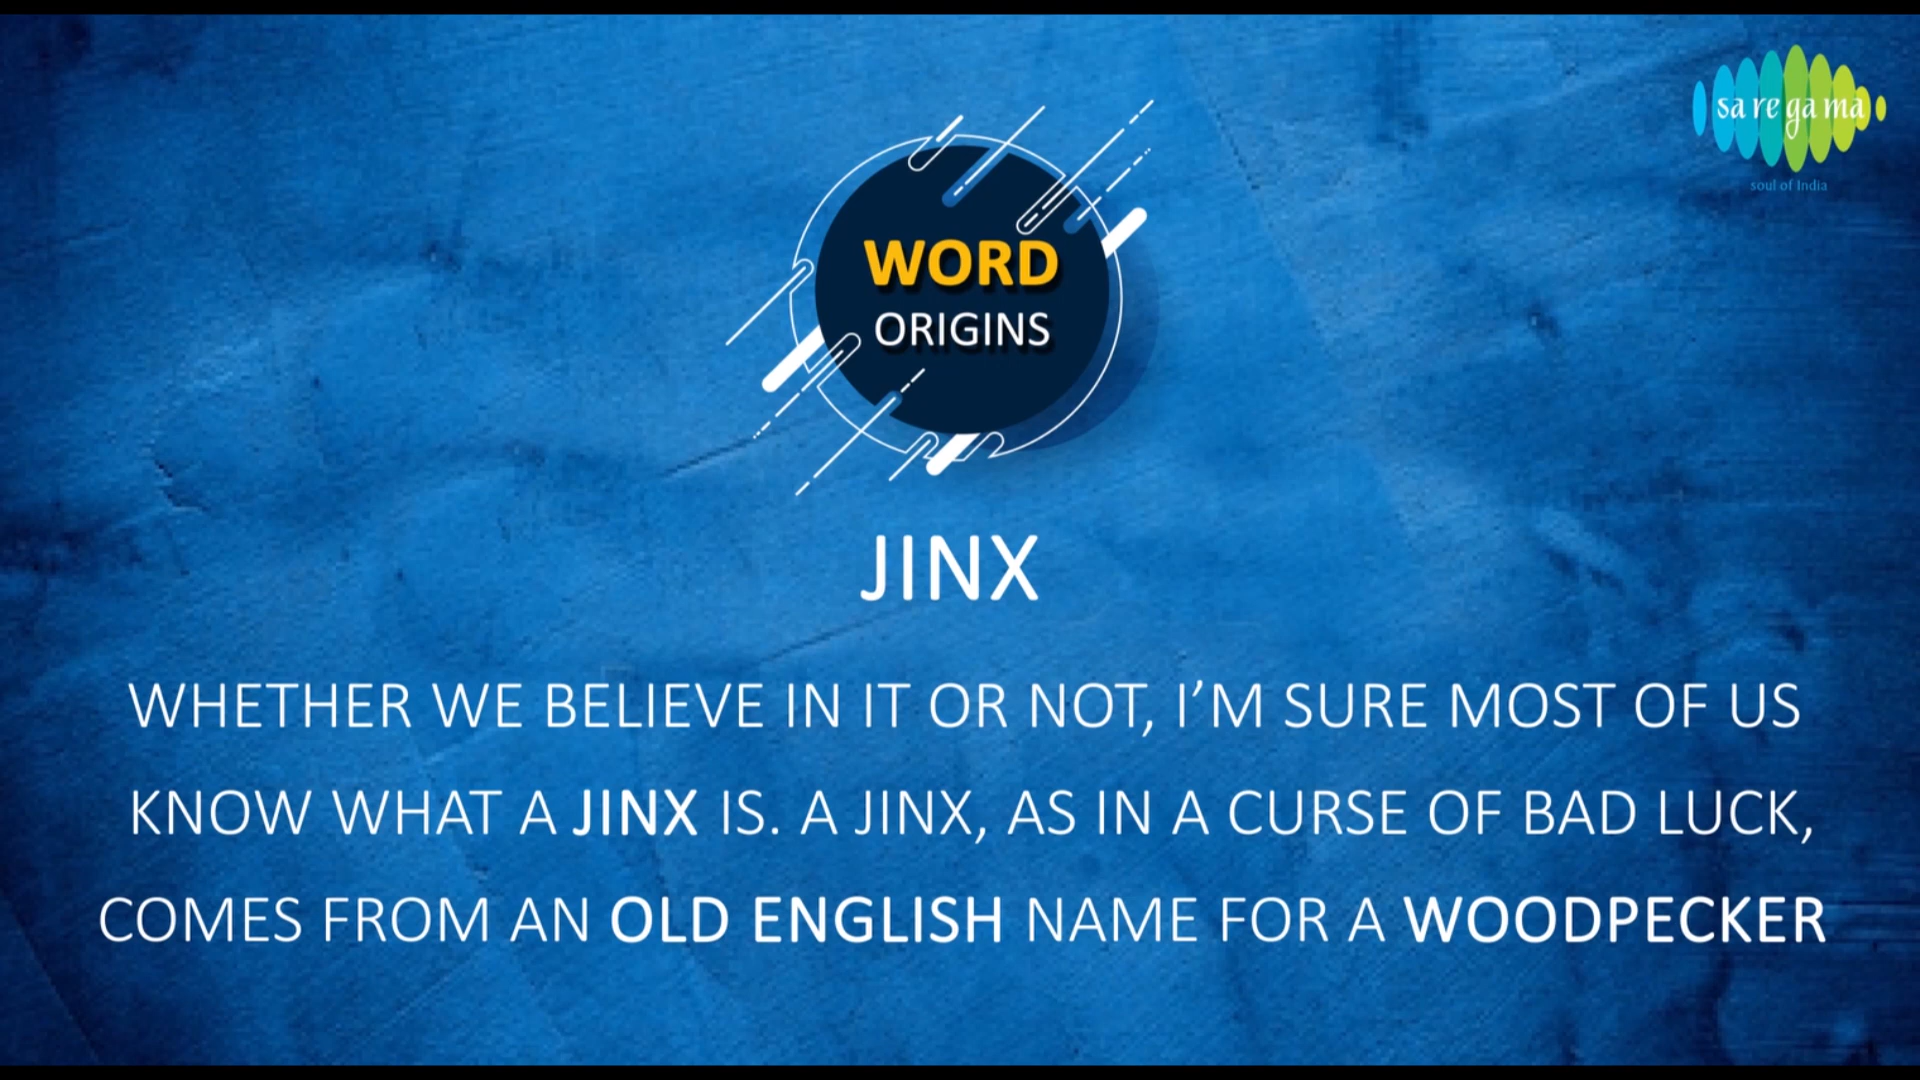 sa re ga ma
soul of India
WORD
ORIGINS
JINX
WHETHER WE BELIEVE IN IT OR NOT, I’M SURE MOST OF US
KNOW WHAT A JINX IS. A JINX, AS IN A CURSE OF BAD LUCK,
COMES FROM AN OLD ENGLISH NAME FOR A WOODPECKER